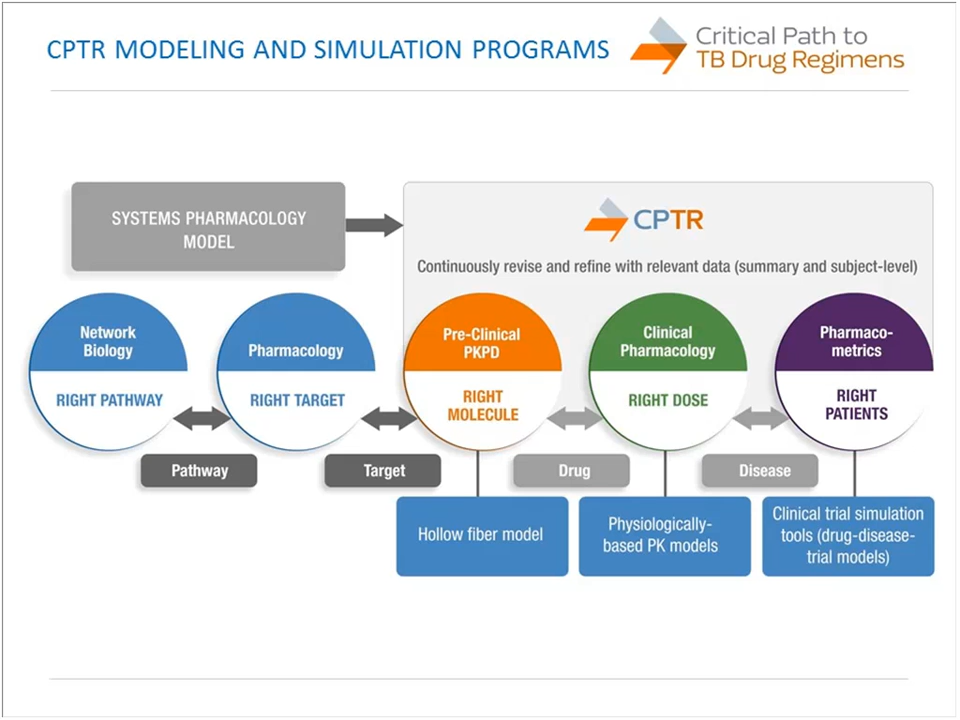 CPTR MODELING AND SIMULATION PROGRAMS
Critical Path to
TB Drug Regimens
SYSTEMS PHARMACOLOGY
MODEL
CPTR
Continuously revise and refine with relevant data (summary and subject-level)
Network
Biology
RIGHT PATHWAY
Pharmacology
RIGHT TARGET
Pre-Clinical
PKPD
RIGHT
MOLECULE
Clinical
Pharmacology
RIGHT DOSE
Pharmaco-
metrics
RIGHT
PATIENTS
Pathway
Target
Drug
Disease
Hollow fiber model
Physiologically-
based PK models
Clinical trial simulation
tools (drug-disease-
trial models)